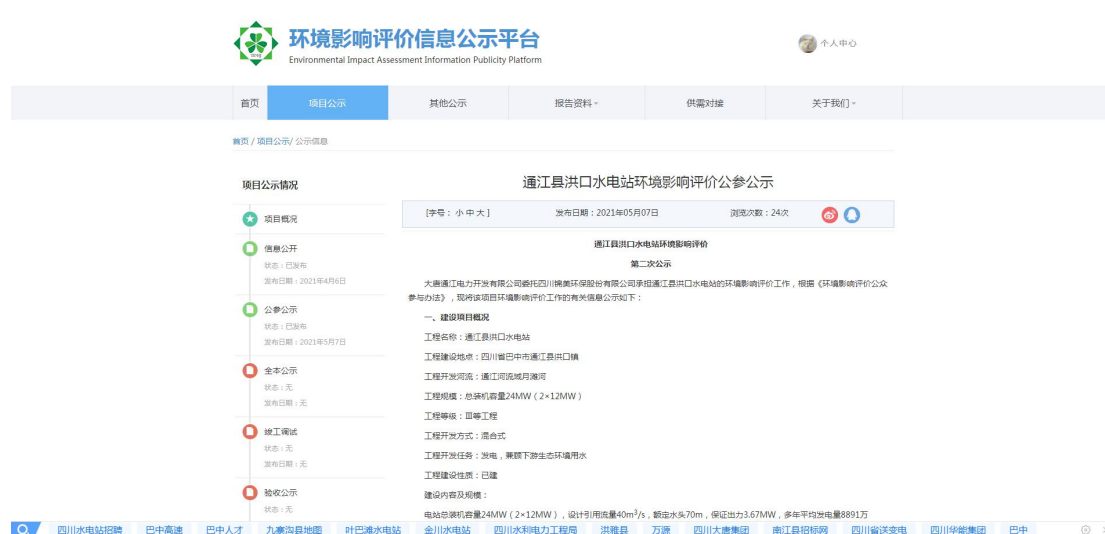 环境影响评价信息公示平台
Environmental Impact Assessment Information Publicity Platform
个人中心
首页 项目公示 其他公示 报告资料 供需对接 关于我们
首页 / 项目公示/ 公示信息
项目公示情况
项目概况
信息公开
状态：已发布
发布日期：2021年4月6日
公参公示
状态：已发布
发布日期：2021年5月7日
全本公示
状态：无
发布日期：无
竣工调试
状态：无
发布日期：无
验收公示
状态：无
通江县洪口水电站环境影响评价公参公示
[字号：小 中 大] 发布日期：2021年05月07日 浏览次数：24次
通江县洪口水电站环境影响评价
第二次公示
大唐通江电力开发有限公司委托四川锦美环保股份有限公司承担通江县洪口水电站的环境影响评价工作，根据《环境影响评价公众
参与办法》，现将该项目环境影响评价工作的有关信息公示如下：
一、建设项目概况
工程名称：通江县洪口水电站
工程建设地点：四川省巴中市通江县洪口镇
工程开发河流：通江河流域月滩河
工程规模：总装机容量24MW（2×12MW）
工程等级：Ⅲ等工程
工程开发方式：混合式
工程开发任务：发电，兼顾下游生态环境用水
工程建设性质：已建
建设内容及规模：
电站总装机容量24MW（2×12MW），设计引用流量40m³/s，额定水头70m，保证出力3.67MW，多年平均发电量8891万
四川水电站招聘 巴中高速 巴中人才 九寨沟县地图 叶巴滩水电站 金川水电站 四川水利电力工程局 洪雅县 万源 四川大唐集团 南江县招标网 四川省送变电 四川华能集团 巴中